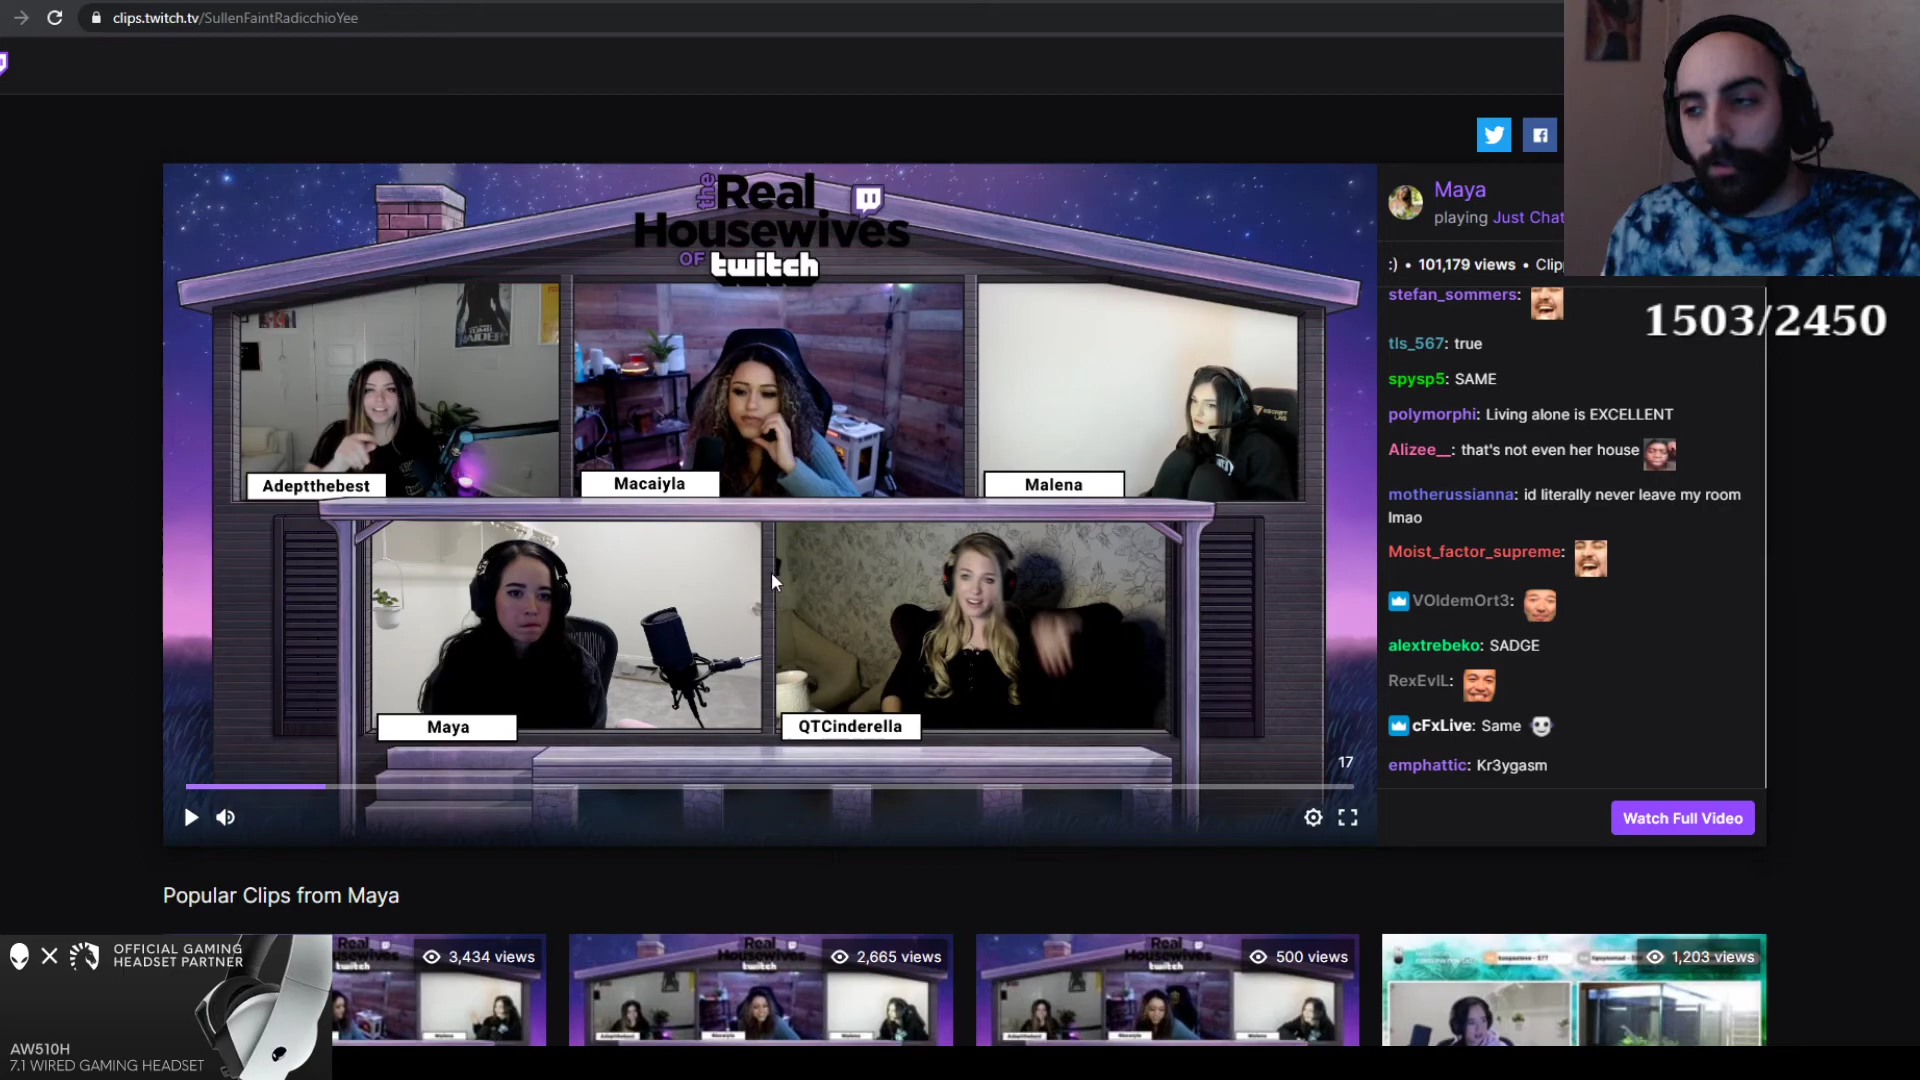 clips.twitch.tv/SullenFaintRadicchioYee
the Real
Housewives
OF twitch
Adeptthebest
Macaiyla
Malena
Maya
QTCinderella
17
Maya
playing Just Chat
:) • 101,179 views • Clip
1503/2450
stefan_sommers:
tls_567: true
spysp5: SAME
polymorphi: Living alone is EXCELLENT
Alizee__: that's not even her house
motherussianna: id literally never leave my room
lmao
Moist_factor_supreme:
VOldemOrt3:
alextrebeko: SADGE
RexEvIL:
cFxLive: Same
emphattic: Kr3ygasm
Watch Full Video
Popular Clips from Maya
OFFICIAL GAMING
HEADSET PARTNER
AW510H
7.1 WIRED GAMING HEADSET
3,434 views
2,665 views
500 views
1,203 views